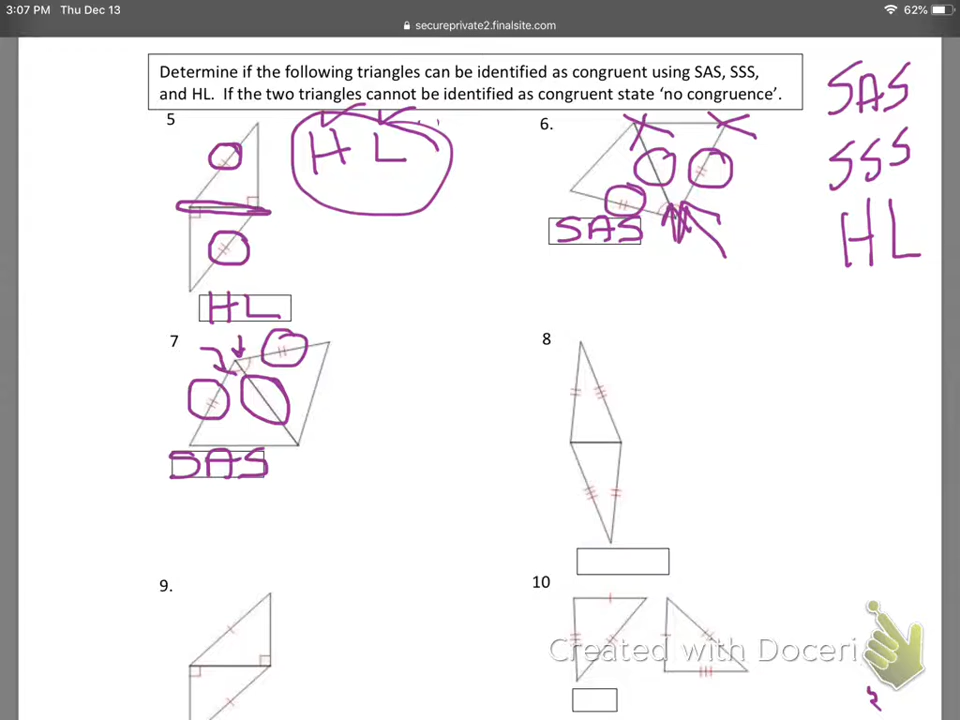 3:07 PM Thu Dec 13
62%
secureprivate2.finalsite.com
Determine if the following triangles can be identified as congruent using SAS, SSS,
and HL. If the two triangles cannot be identified as congruent state ‘no congruence’.
SAS
SSS
HL
5
HL
HL
6.
SAS
7
SAS
8
9.
10
Created with Doceri